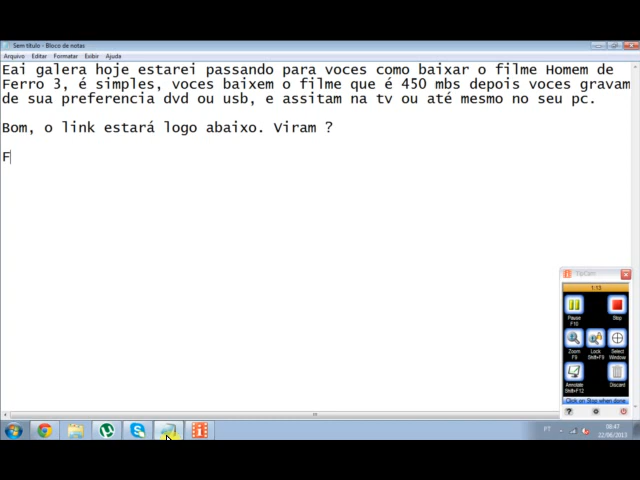 Sem título - Bloco de notas
Arquivo Editar Formatar Exibir Ajuda
Eai galera hoje estarei passando para voces como baixar o filme Homem de
Ferro 3, é simples, voces baixem o filme que é 450 mbs depois voces gravam
de sua preferencia dvd ou usb, e assitam na tv ou até mesmo no seu pc.
Bom, o link estará logo abaixo. Viram ?
F
TipCam
1:13
Pause F10
Stop
Zoom F9
Lock Shift+F9
Select Window
Annotate Shift+F12
Discard
Click on Stop when done.
PT
08:47
22/06/2013